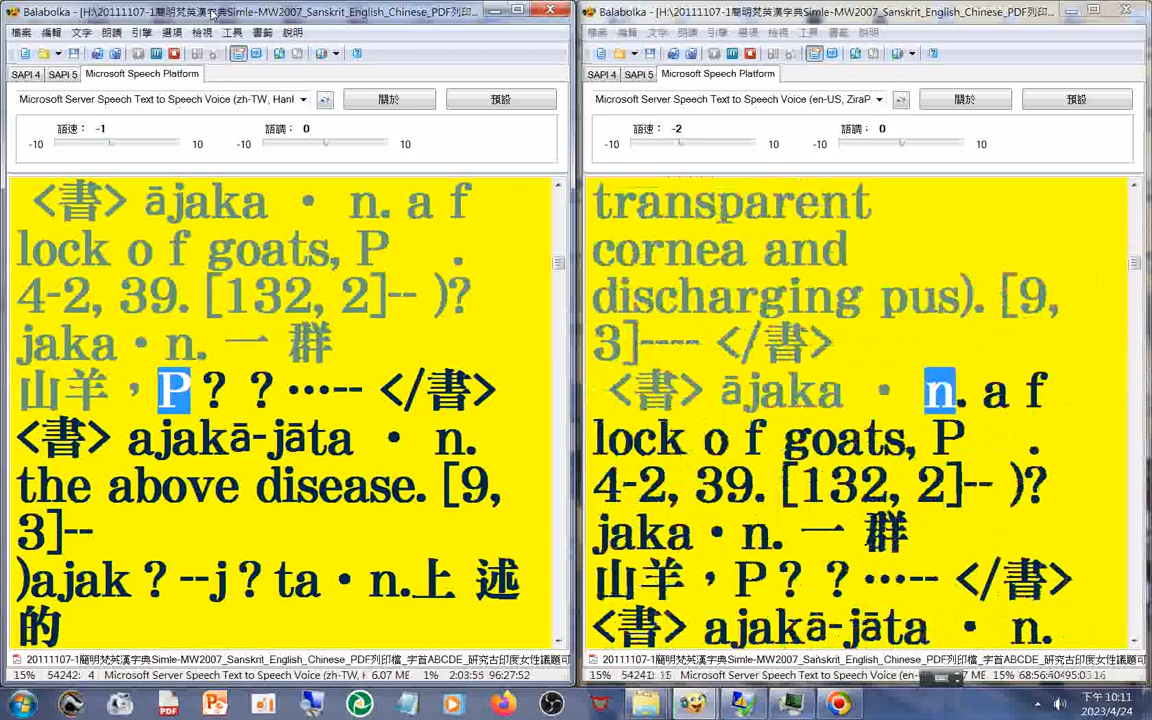 Balabolka - [H:\20111107-1簡明梵英漢字典Simle-MW2007_Sanskrit_English_Chinese_PDF列印...
檔案 編輯 文字 朗讀 引擎 選項 檢視 工具 書籤 說明
SAPI 4 SAPI 5 Microsoft Speech Platform
Microsoft Server Speech Text to Speech Voice (zh-TW, Hanl
關於 預設
語速： -1 語調： 0
-10 10 -10 10
<書> ājaka • n. a f
lock o f goats, P .
4-2, 39. [132, 2]-- )?
jaka•n. 一 群
山羊，P？？…-- </書>
<書> ajakā-jāta • n.
the above disease. [9,
3]--
)ajak？--j？ta•n.上 述
的
20111107-1簡明梵英漢字典Simle-MW2007_Sanskrit_English_Chinese_PDF列印檔_字首ABCDE_研究古印度女性議題可
15% 54242: 4 Microsoft Server Speech Text to Speech Voice (zh-TW, H 6.07 ME 1% 2:03:55 96:27:52
Balabolka - [H:\20111107-1簡明梵英漢字典Simle-MW2007_Sanskrit_English_Chinese_PDF列印...
檔案 編輯 文字 朗讀 引擎 選項 檢視 工具 書籤 說明
SAPI 4 SAPI 5 Microsoft Speech Platform
Microsoft Server Speech Text to Speech Voice (en-US, ZiraP
關於 預設
語速： -2 語調： 0
-10 10 -10 10
transparent
cornea and
discharging pus). [9,
3]---- </書>
<書> ājaka • n. a f
lock o f goats, P .
4-2, 39. [132, 2]-- )?
jaka•n. 一 群
山羊，P？？…-- </書>
<書> ajakā-jāta • n.
20111107-1簡明梵英漢字典Simle-MW2007_Sanskrit_English_Chinese_PDF列印檔_字首ABCDE_研究古印度女性議題可
Microsoft Server Speech Text to Speech Voice (en-
下午 10:11
2023/4/24